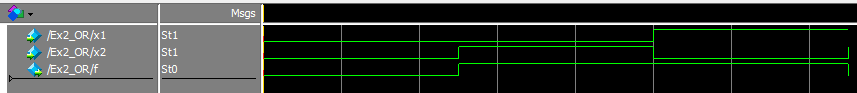 Msgs
/Ex2_OR/x1 St1
/Ex2_OR/x2 St1
/Ex2_OR/f St0